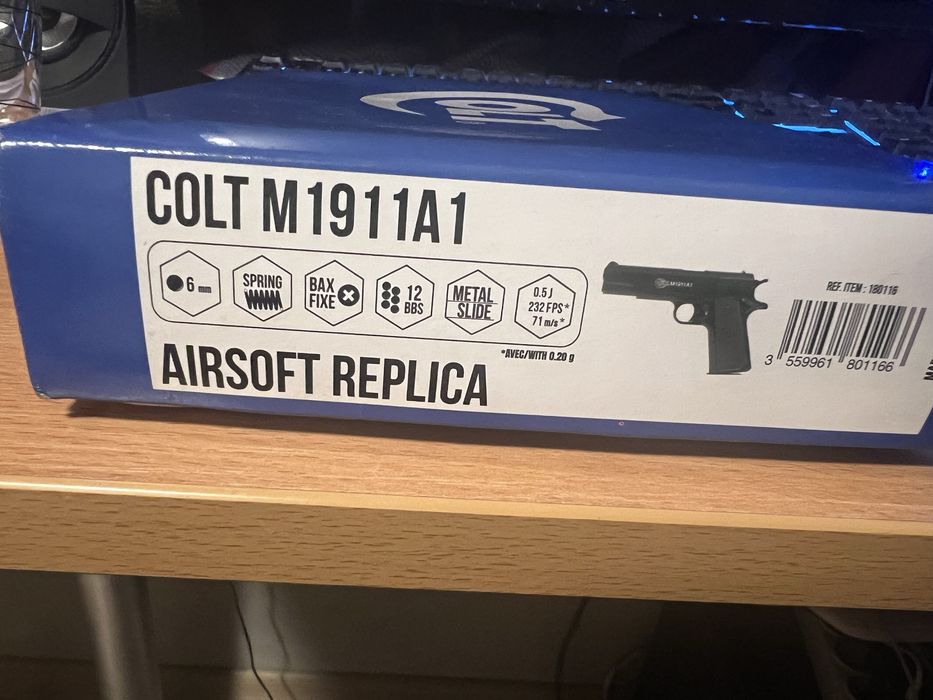 COLT
COLT M1911A1
6 mm
SPRING
BAX
FIXE
12
BBS
METAL
SLIDE
0.5 J
232 FPS*
71 m/s*
*AVEC/WITH 0.20 g
AIRSOFT REPLICA
M1911A1
REF. ITEM : 180116
3 559961 801166